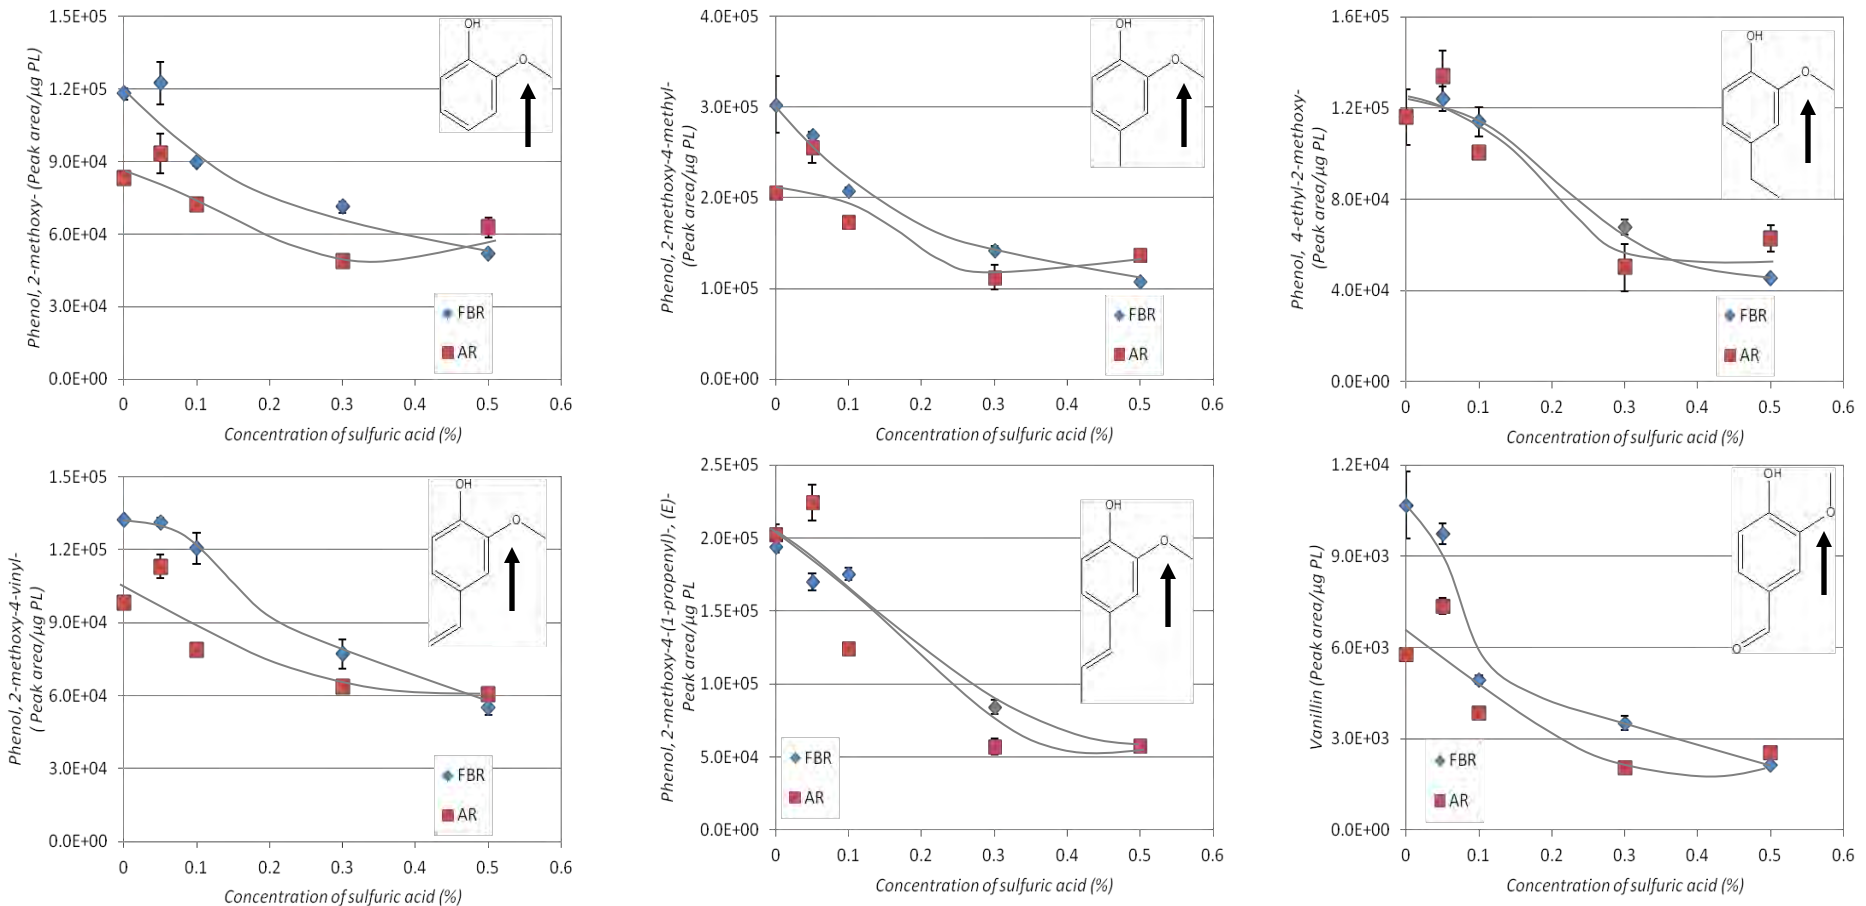 Phenol, 2-methoxy- (Peak area/µg PL)
1.5E+05
1.2E+05
9.0E+04
6.0E+04
3.0E+04
0.0E+00
OH
O
FBR
AR
0 0.1 0.2 0.3 0.4 0.5 0.6
Concentration of sulfuric acid (%)
Phenol, 2-methoxy-4-methyl-
(Peak area/µg PL)
4.0E+05
3.0E+05
2.0E+05
1.0E+05
0.0E+00
OH
O
FBR
AR
0 0.1 0.2 0.3 0.4 0.5 0.6
Concentration of sulfuric acid (%)
Phenol, 4-ethyl-2-methoxy-
(Peak area/µg PL)
1.6E+05
1.2E+05
8.0E+04
4.0E+04
0.0E+00
OH
O
FBR
AR
0 0.1 0.2 0.3 0.4 0.5 0.6
Concentration of sulfuric acid (%)
Phenol, 2-methoxy-4-vinyl-
( Peak area/µg PL)
1.5E+05
1.2E+05
9.0E+04
6.0E+04
3.0E+04
0.0E+00
OH
O
FBR
AR
0 0.1 0.2 0.3 0.4 0.5 0.6
Concentration of sulfuric acid (%)
Phenol, 2-methoxy-4-(1-propenyl)-, (E)-
Peak area/µg PL
2.5E+05
2.0E+05
1.5E+05
1.0E+05
5.0E+04
0.0E+00
OH
O
FBR
AR
0 0.1 0.2 0.3 0.4 0.5 0.6
Concentration of sulfuric acid (%)
Vanillin (Peak area/µg PL)
1.2E+04
9.0E+03
6.0E+03
3.0E+03
0.0E+00
OH
O
O
FBR
AR
0 0.1 0.2 0.3 0.4 0.5 0.6
Concentration of sulfuric acid (%)